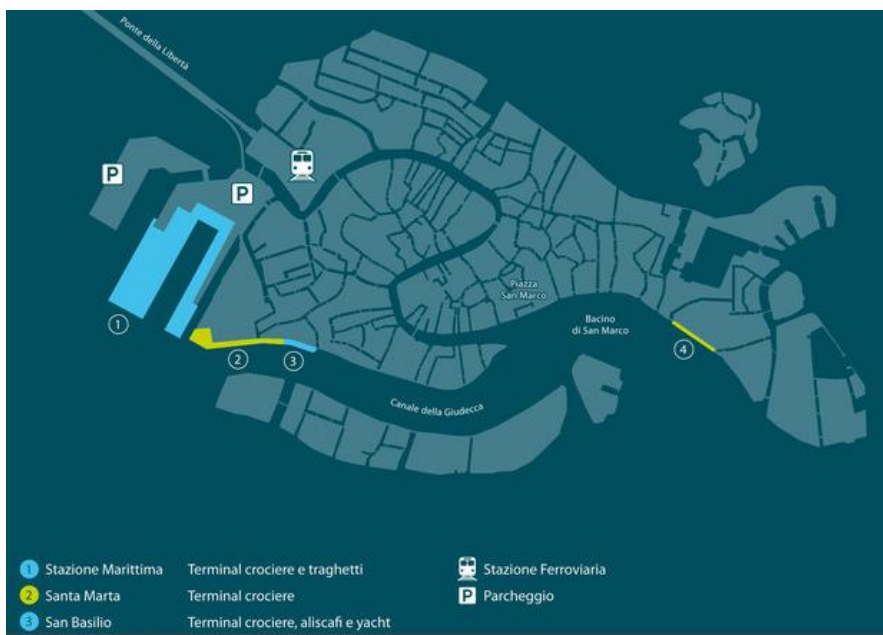 Ponte della Libertà
P
P
Piazza
San Marco
Bacino
di San Marco
1
2
3
4
Canale della Giudecca
1 Stazione Marittima Terminal crociere e traghetti
2 Santa Marta Terminal crociere
3 San Basilio Terminal crociere, aliscafi e yacht
Stazione Ferroviaria
P Parcheggio